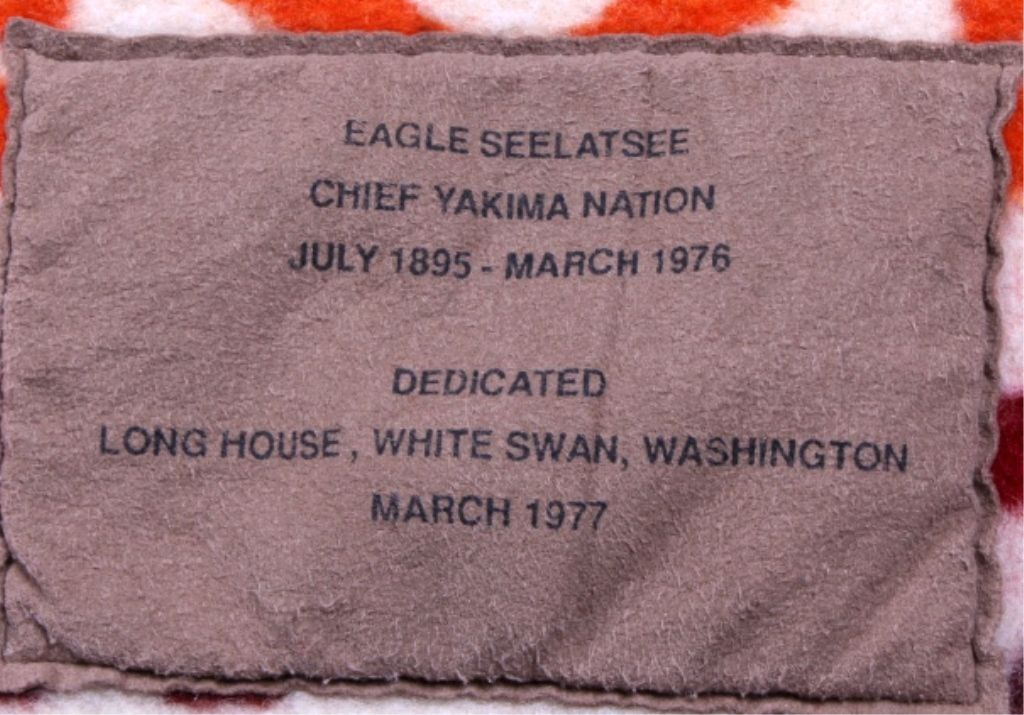 EAGLE SEELATSEE
CHIEF YAKIMA NATION
JULY 1895 - MARCH 1976
DEDICATED
LONG HOUSE, WHITE SWAN, WASHINGTON
MARCH 1977